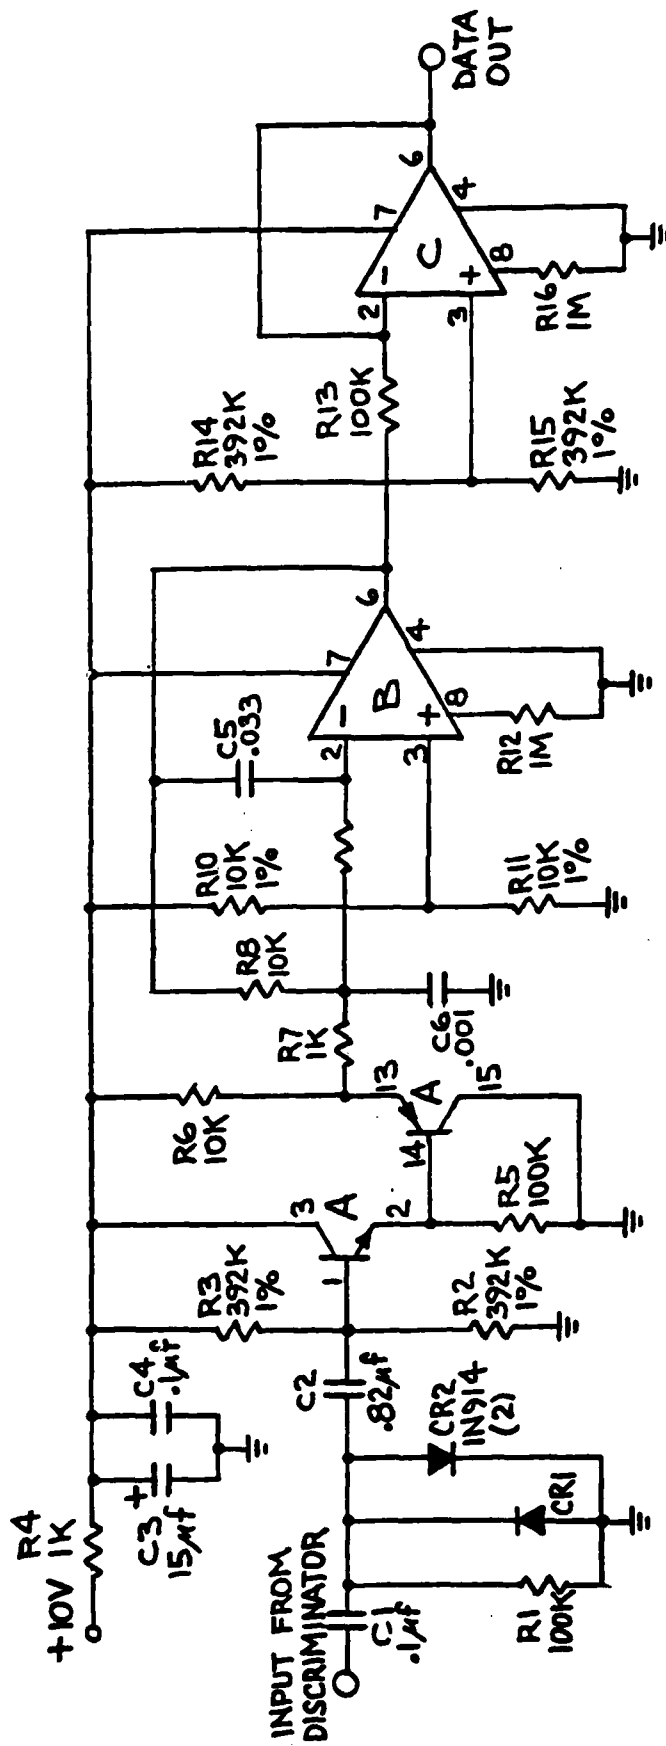 +10V
R4
1K
C3
15µf
+
C4
.1µf
INPUT FROM
DISCRIMINATOR
C1
.1µf
R1
100K
CR1
CR2
1N914
(2)
C2
.82µf
R3
392K
1%
R2
392K
1%
1
3
A
2
R5
100K
R6
10K
14
13
A
15
R7
1K
C6
.001
R8
10K
R10
10K
1%
R11
10K
1%
C5
.033
2
-
3
+
B
7
6
4
8
R12
1M
R14
392K
1%
R15
392K
1%
R13
100K
2
-
3
+
C
7
6
4
8
R16
1M
DATA
OUT